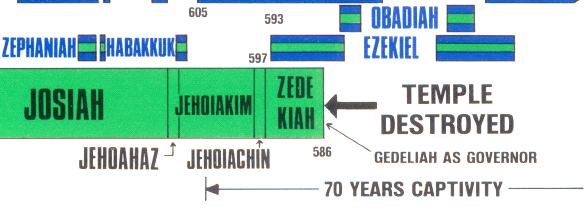 605
593
OBADIAH
ZEPHANIAH
HABAKKUK
EZEKIEL
597
JOSIAH
JEHOIAKIM
ZEDE
KIAH
TEMPLE
DESTROYED
JEHOAHAZ
JEHOIACHIN
586
GEDELIAH AS GOVERNOR
70 YEARS CAPTIVITY